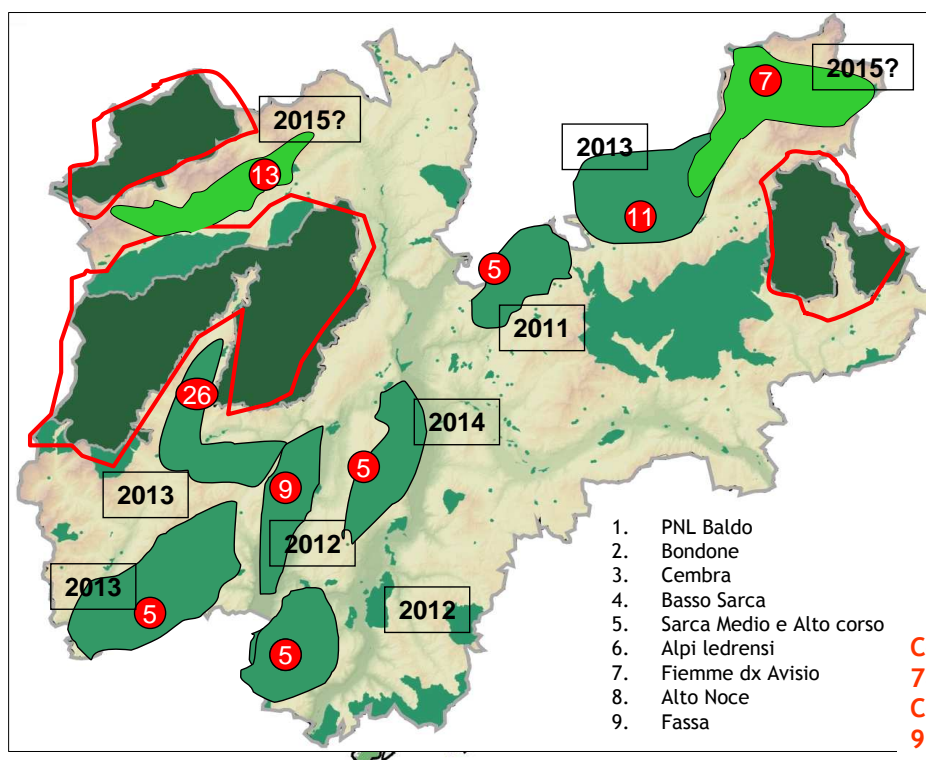 7
2015?
2015?
2013
13
11
5
2011
26
2014
5
9
2013
2012
2013
5
2012
5
1. PNL Baldo
2. Bondone
3. Cembra
4. Basso Sarca
5. Sarca Medio e Alto corso
6. Alpi ledrensi
7. Fiemme dx Avisio
8. Alto Noce
9. Fassa
C
7
C
9